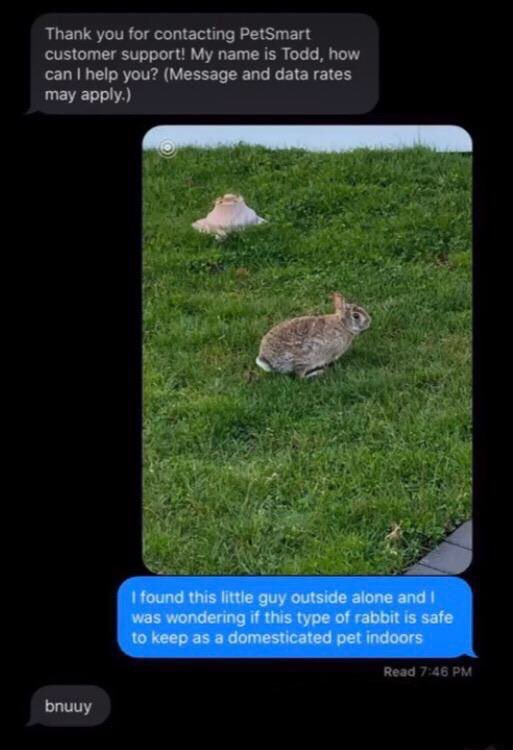 Thank you for contacting PetSmart
customer support! My name is Todd, how
can I help you? (Message and data rates
may apply.)
I found this little guy outside alone and I
was wondering if this type of rabbit is safe
to keep as a domesticated pet indoors
Read 7:46 PM
bnuuy